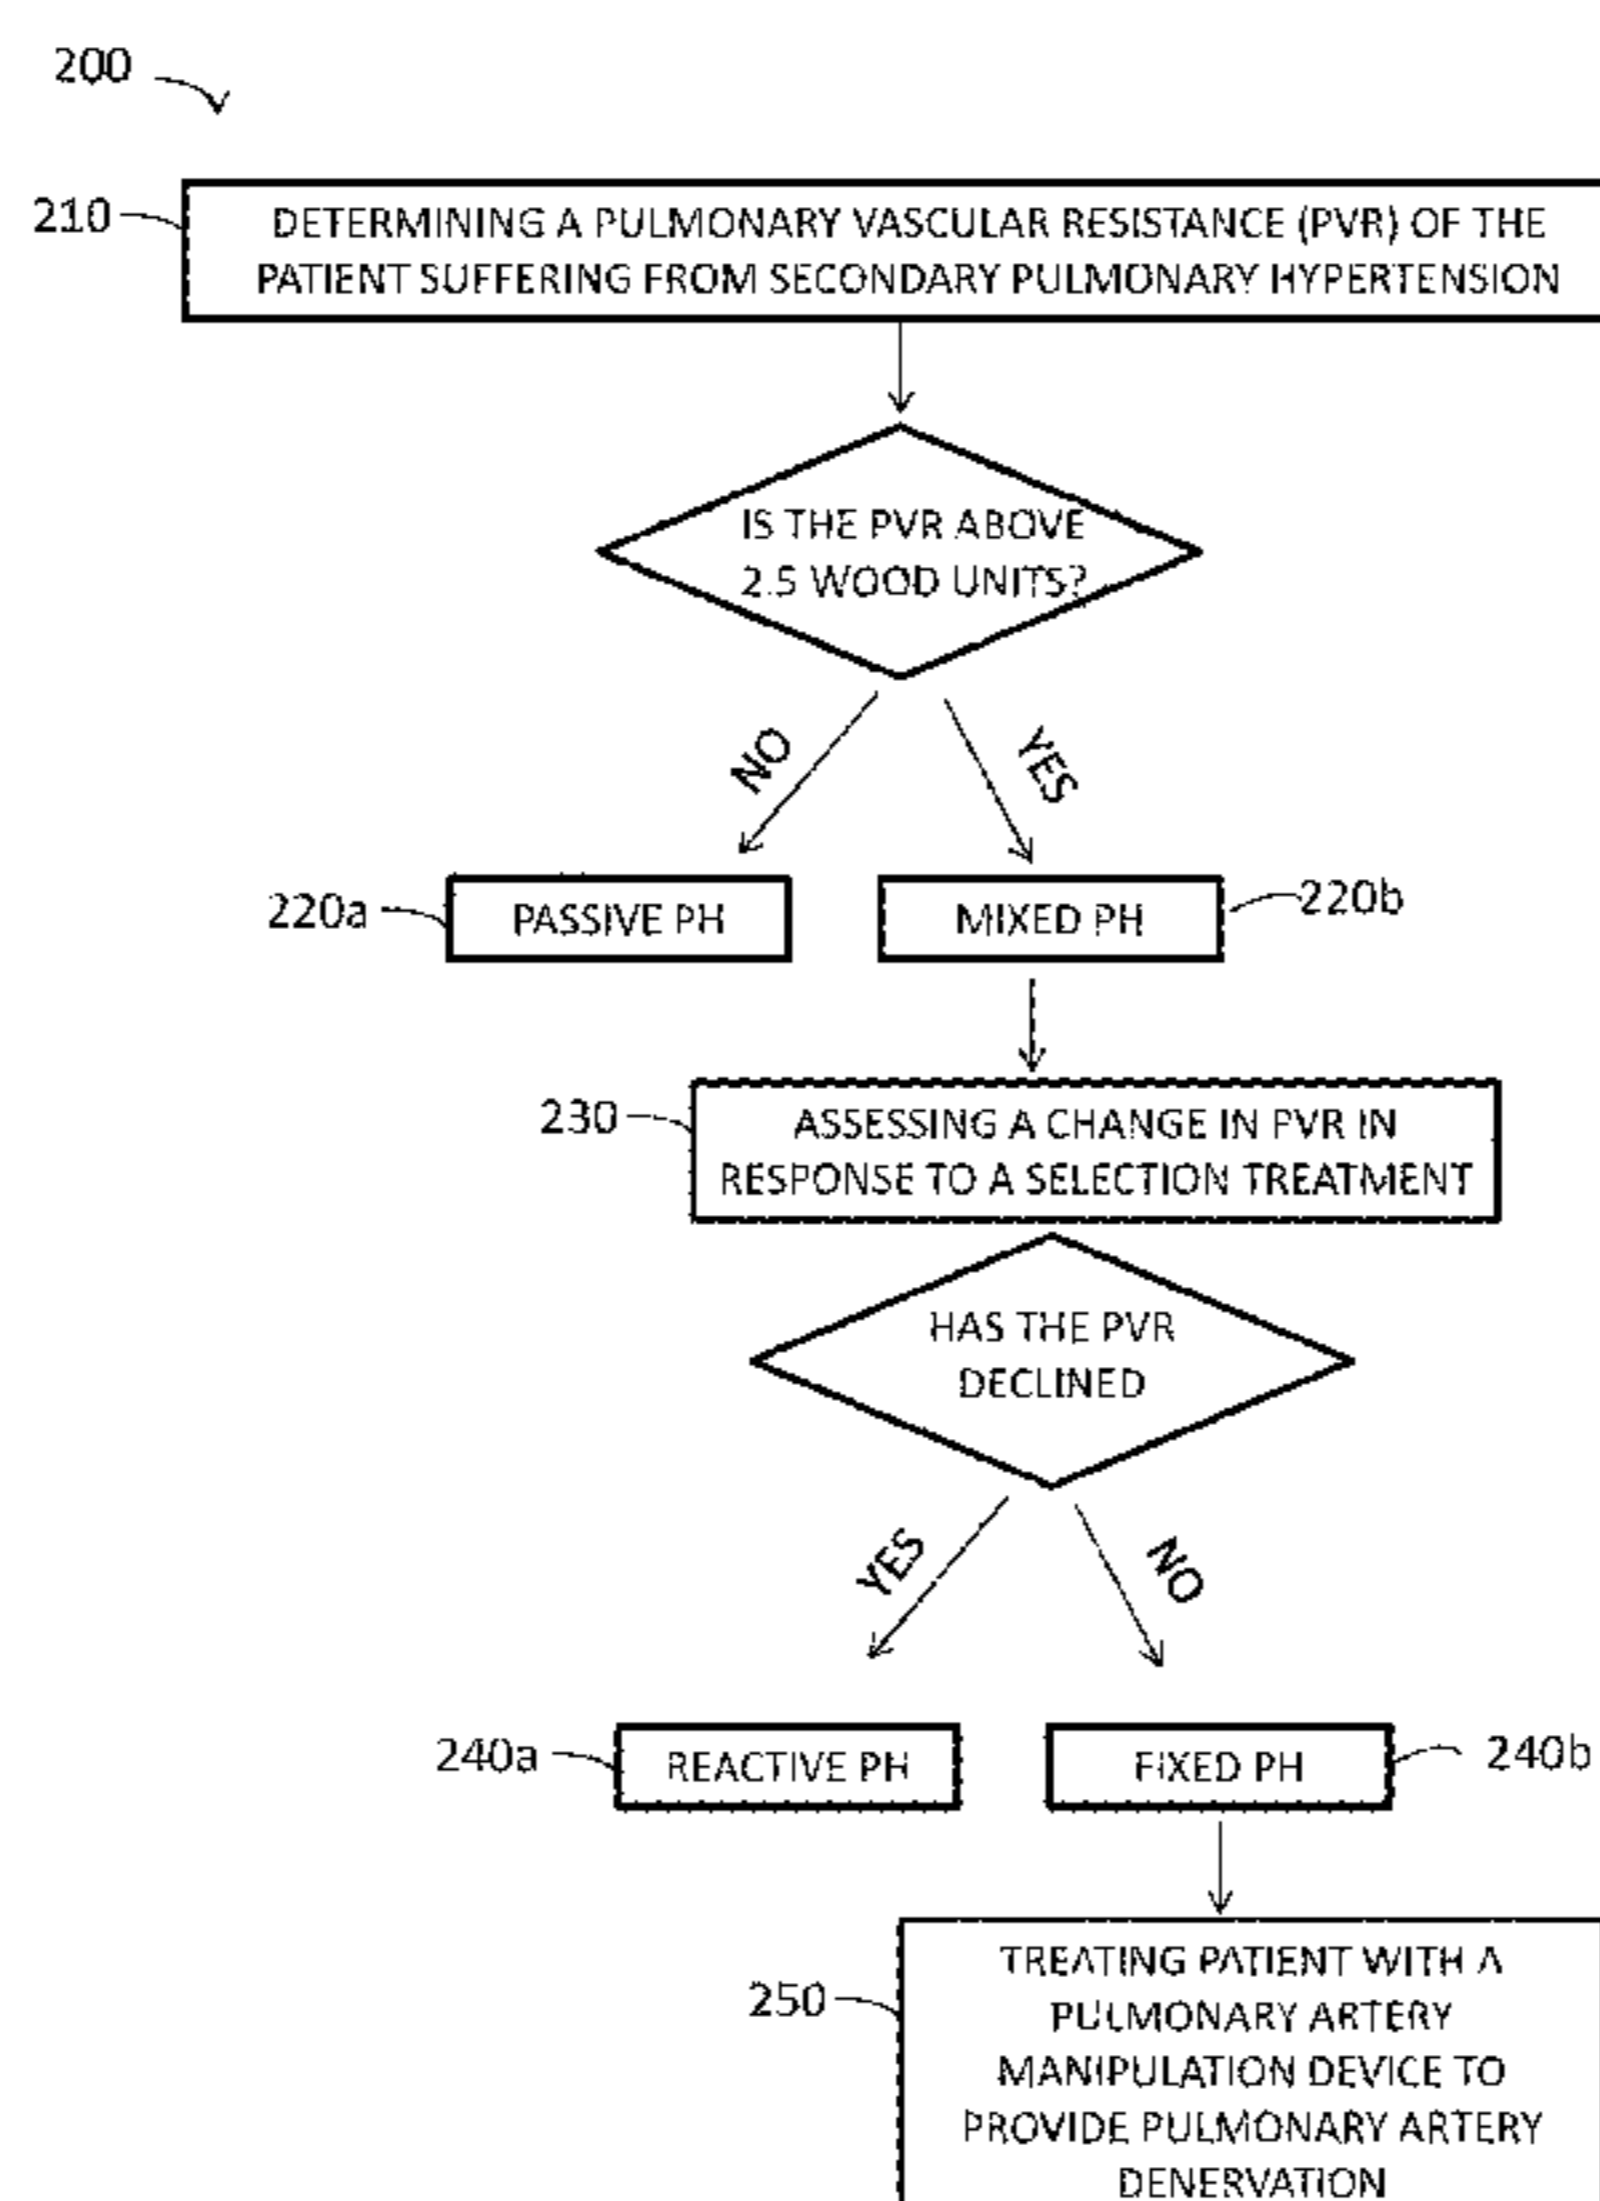 200
210
DETERMINING A PULMONARY VASCULAR RESISTANCE (PVR) OF THE
PATIENT SUFFERING FROM SECONDARY PULMONARY HYPERTENSION
IS THE PVR ABOVE
2.5 WOOD UNITS?
NO
YES
220a
PASSIVE PH
MIXED PH
220b
230
ASSESSING A CHANGE IN PVR IN
RESPONSE TO A SELECTION TREATMENT
HAS THE PVR
DECLINED
YES
NO
240a
REACTIVE PH
FIXED PH
240b
250
TREATING PATIENT WITH A
PULMONARY ARTERY
MANIPULATION DEVICE TO
PROVIDE PULMONARY ARTERY
DENERVATION